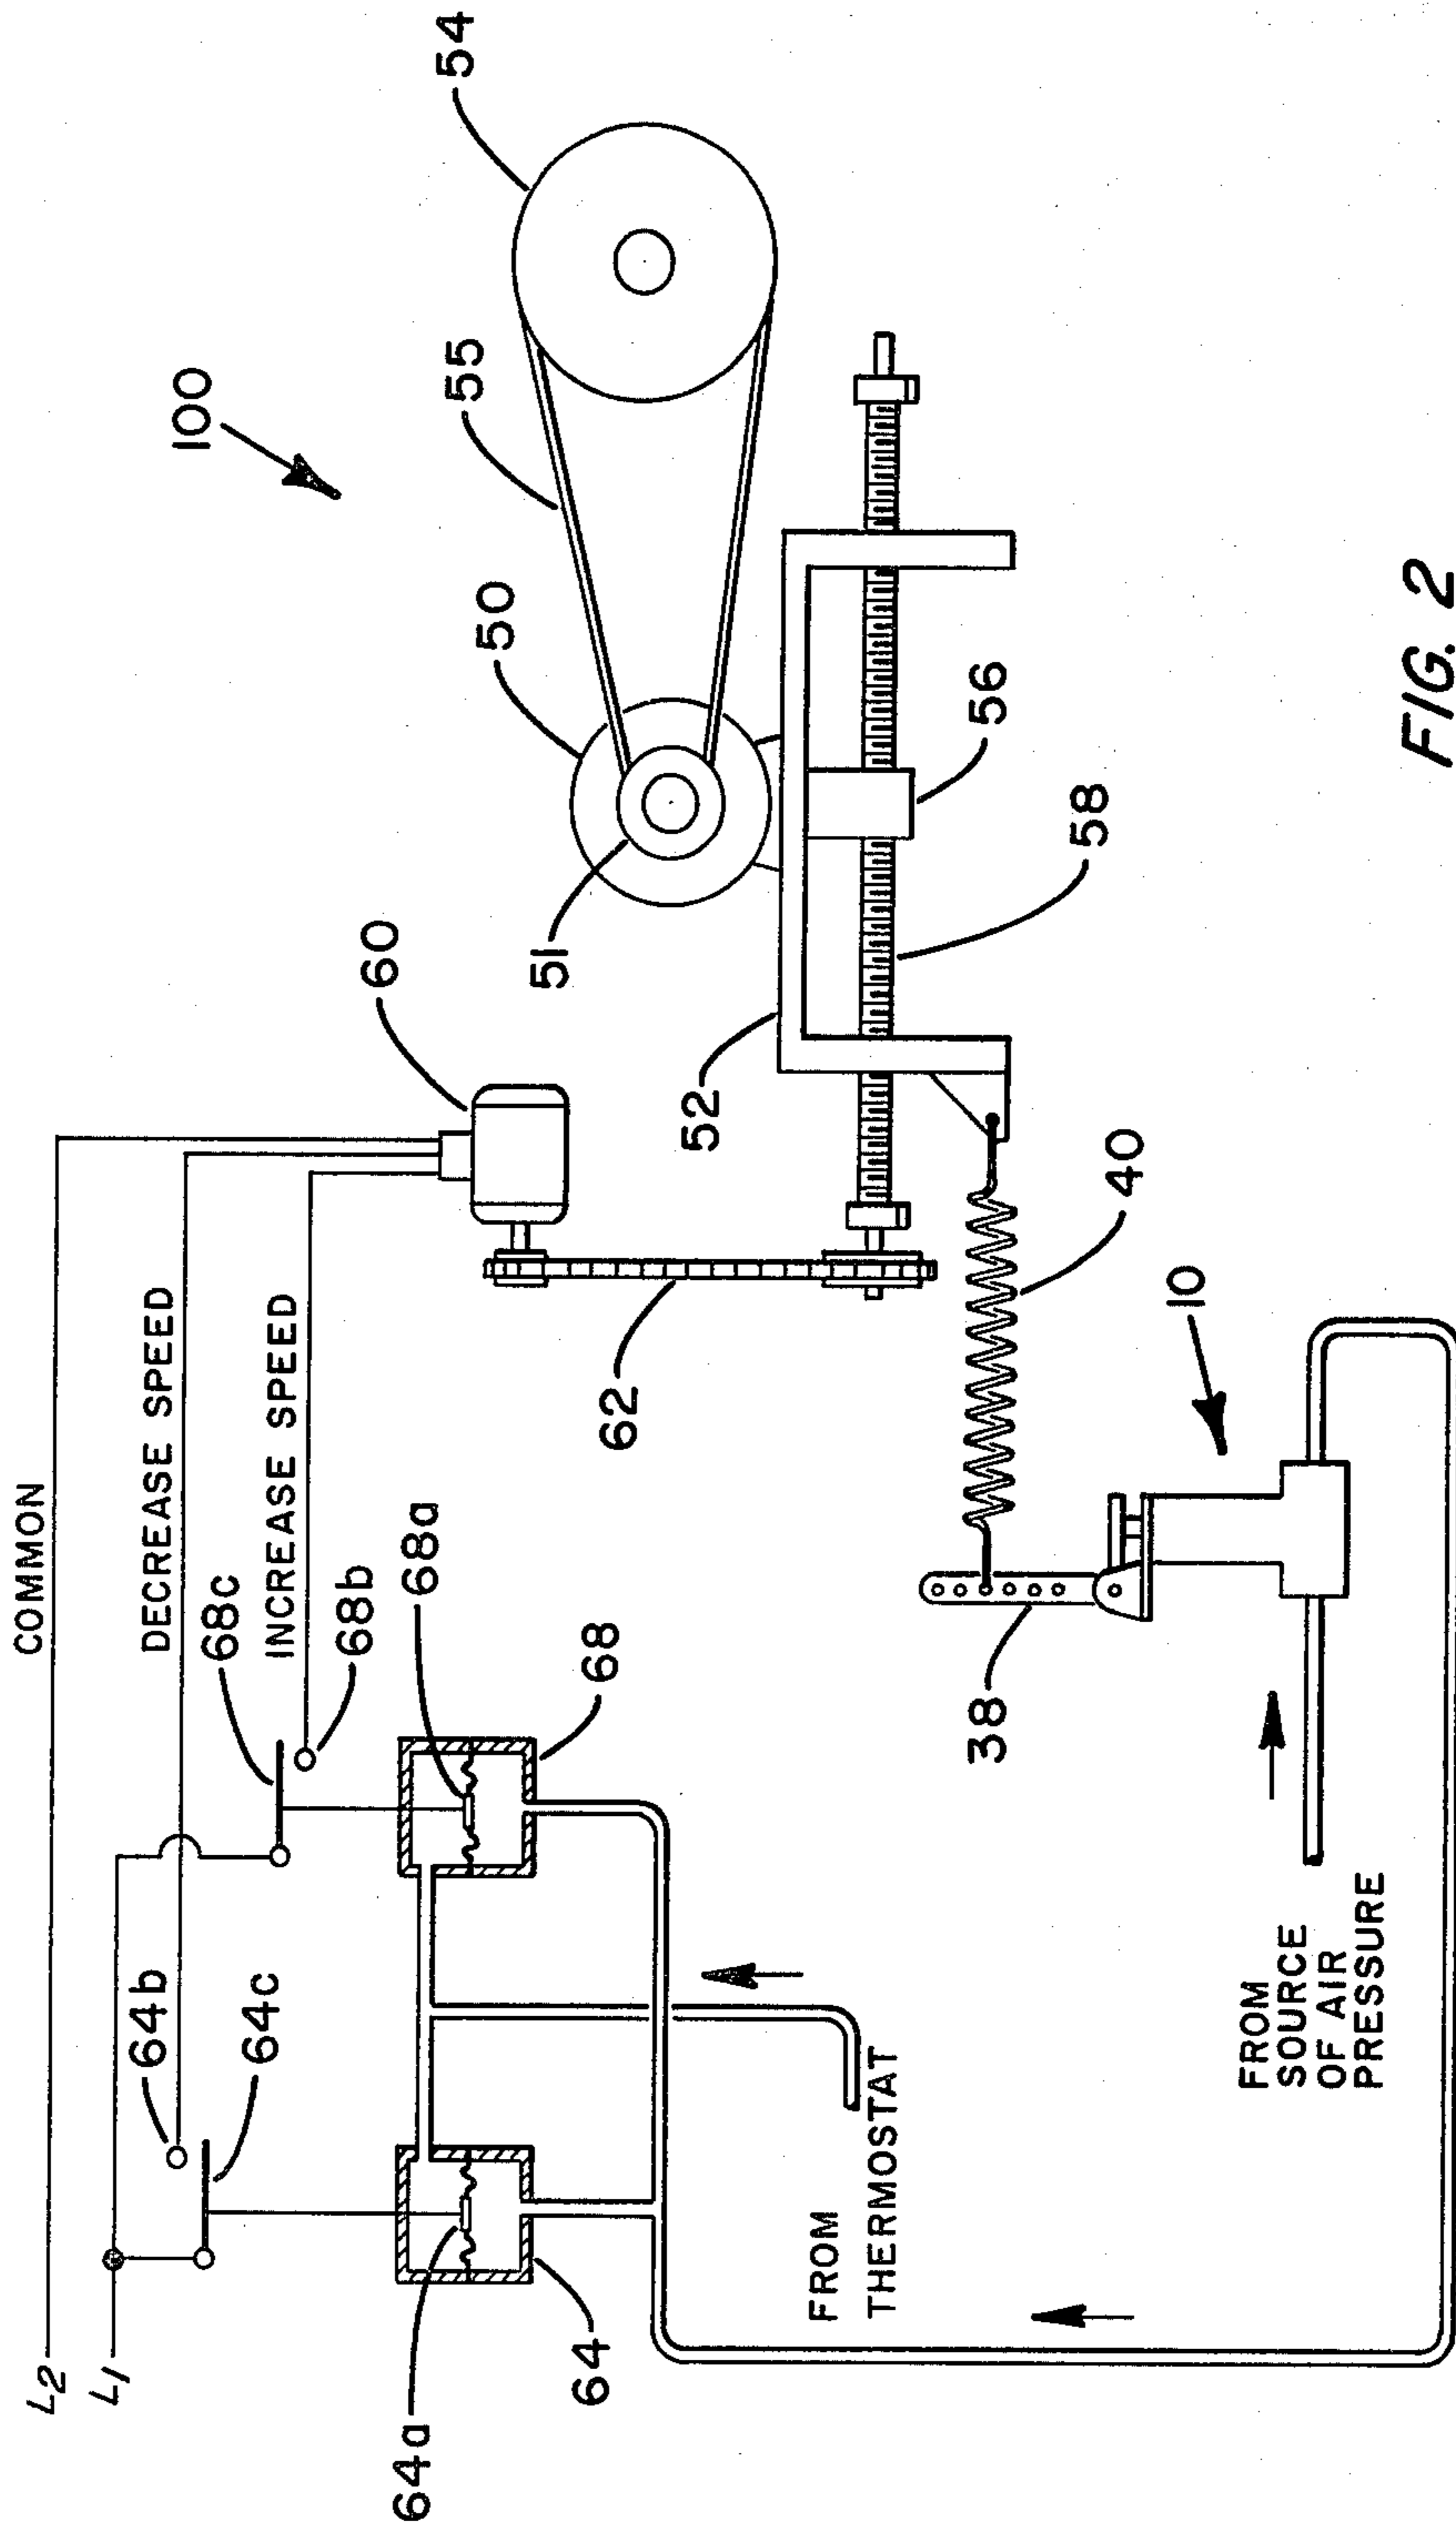 L2
COMMON
L1
DECREASE SPEED
INCREASE SPEED
64b
68c
64c
68b
68a
64a
64
68
60
62
100
50
51
55
54
52
58
56
40
38
10
FROM
THERMOSTAT
FROM
SOURCE
OF AIR
PRESSURE
FIG. 2